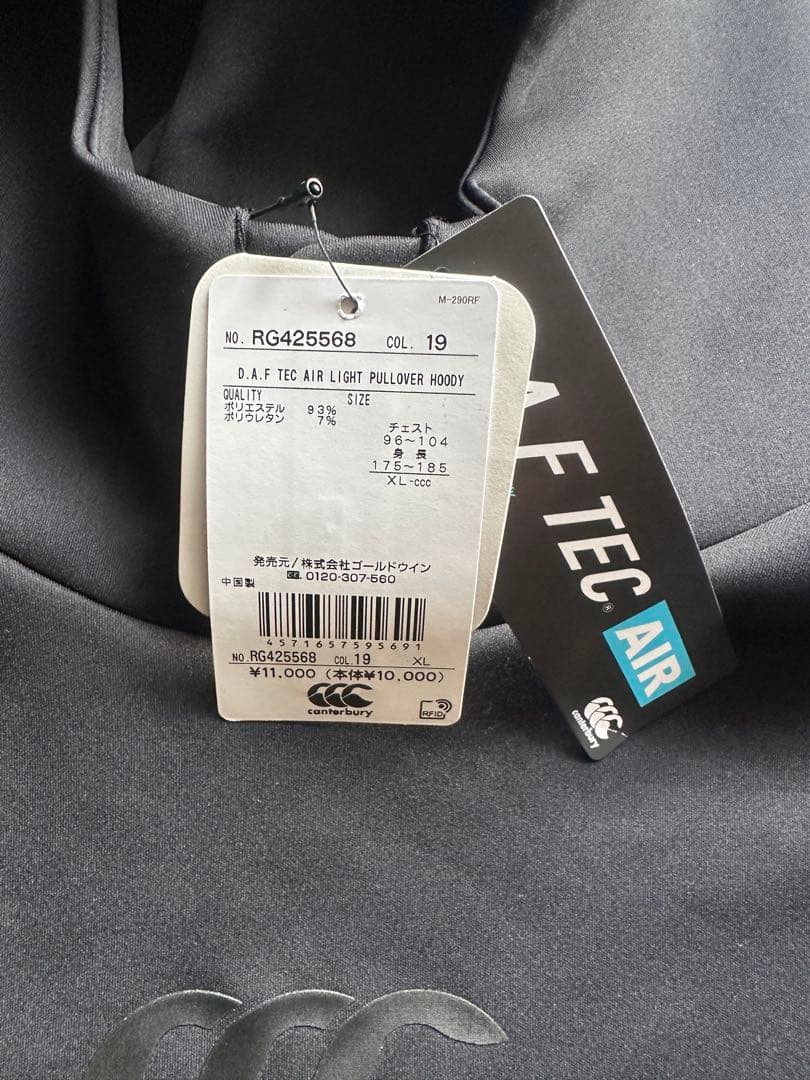 M-290RF
NO. RG425568 COL. 19
D.A.F TEC AIR LIGHT PULLOVER HOODY
QUALITY SIZE
ポリエステル 93%
ポリウレタン 7%
チェスト
96~104
身長
175~185
XL-ccc
発売元/株式会社ゴールドウイン
0120-307-560
中国製
4571657595691
NO. RG425568 COL. 19 XL
¥11,000 (本体¥10,000)
canterbury
RFID
A.F TEC®
AIR
canterbury